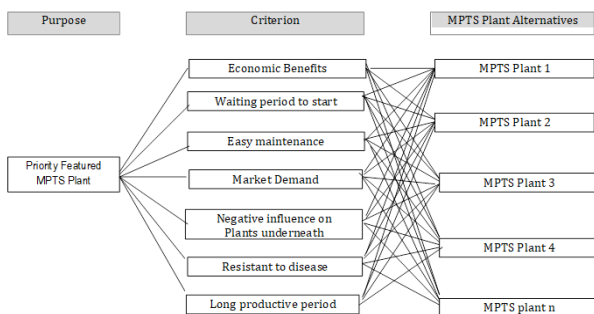 Purpose
Criterion
MPTS Plant Alternatives
Economic Benefits
Waiting period to start
Easy maintenance
Market Demand
Negative influence on
Plants underneath
Resistant to disease
Long productive period
Priority Featured
MPTS Plant
MPTS Plant 1
MPTS Plant 2
MPTS Plant 3
MPTS Plant 4
MPTS plant n